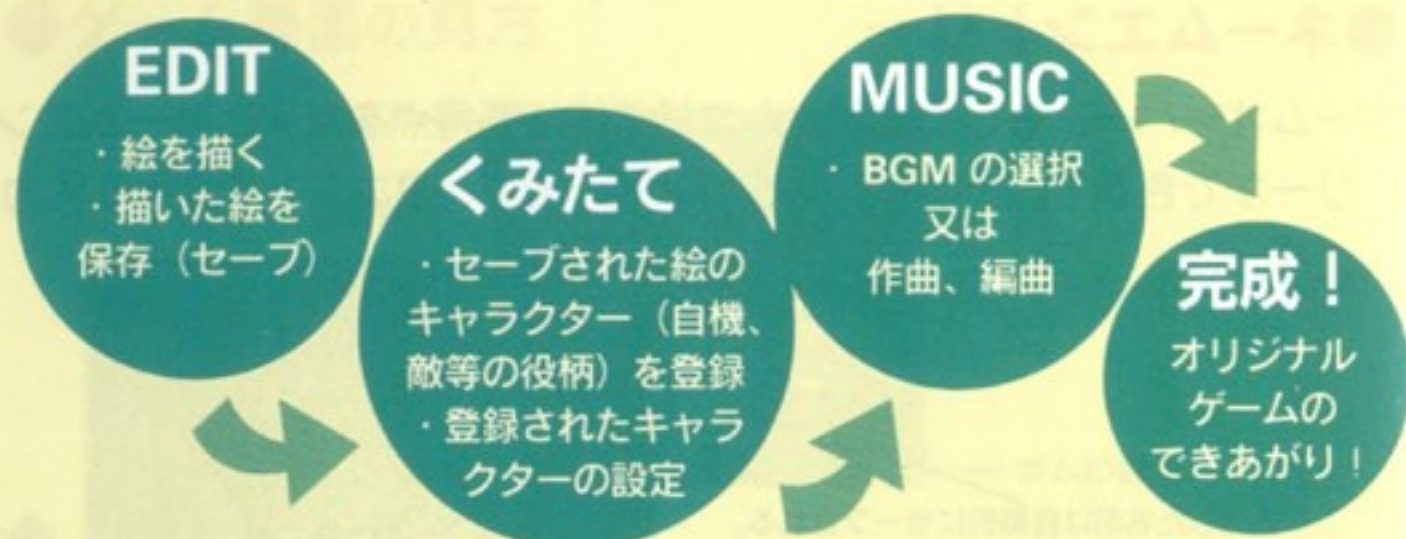 EDIT
・絵を描く
・描いた絵を
保存（セーブ）
くみたて
・セーブされた絵の
キャラクター（自機、
敵等の役柄）を登録
・登録されたキャラ
クターの設定
MUSIC
・BGM の選択
又は
作曲、編曲
完成！
オリジナル
ゲームの
できあがり！